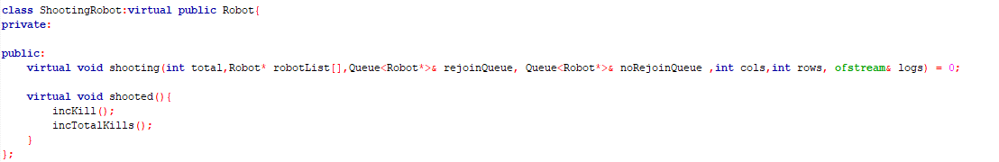 class ShootingRobot:virtual public Robot{
private:
public:
virtual void shooting(int total,Robot* robotList[],Queue<Robot*>& rejoinQueue, Queue<Robot*>& noRejoinQueue ,int cols,int rows, ofstream& logs) = 0;
virtual void shooted(){
incKill();
incTotalKills();
}
};